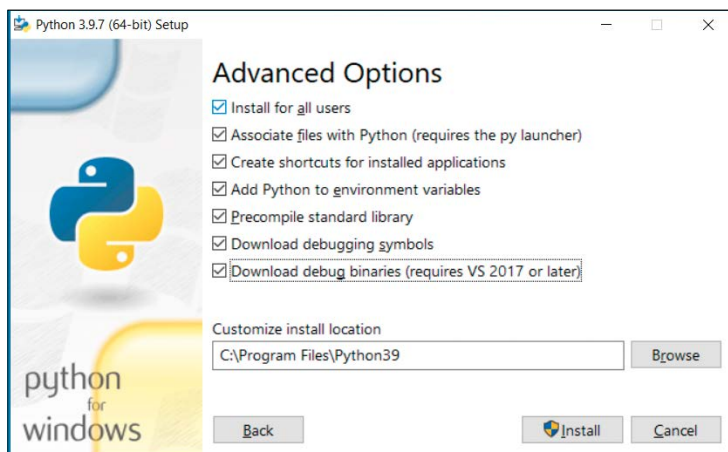 Python 3.9.7 (64-bit) Setup
Advanced Options
Install for all users
Associate files with Python (requires the py launcher)
Create shortcuts for installed applications
Add Python to environment variables
Precompile standard library
Download debugging symbols
Download debug binaries (requires VS 2017 or later)
Customize install location
C:\Program Files\Python39
Browse
python
for
windows
Back
Install
Cancel